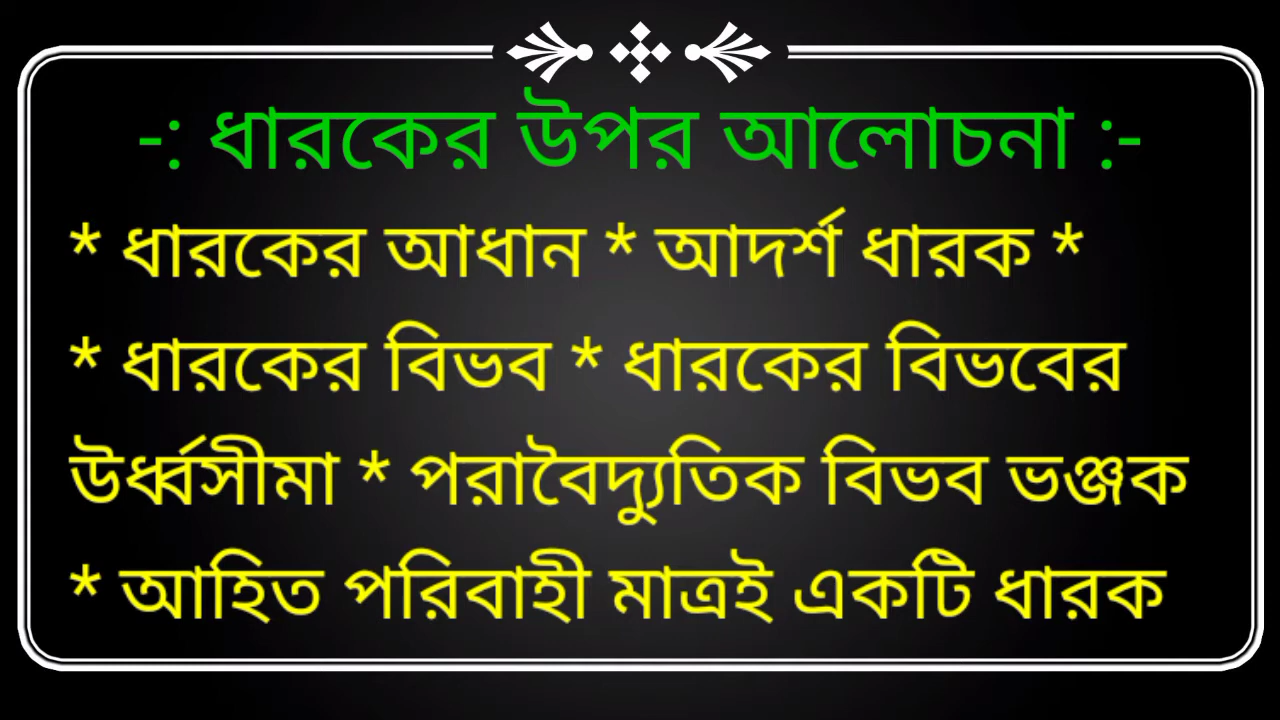 -: ধারকের উপর আলোচনা :-
* ধারকের আধান * আদর্শ ধারক *
* ধারকের বিভব * ধারকের বিভবের
উর্ধ্বসীমা * পরাবৈদ্যুতিক বিভব ভঞ্জক
* আহিত পরিবাহী মাত্রই একটি ধারক